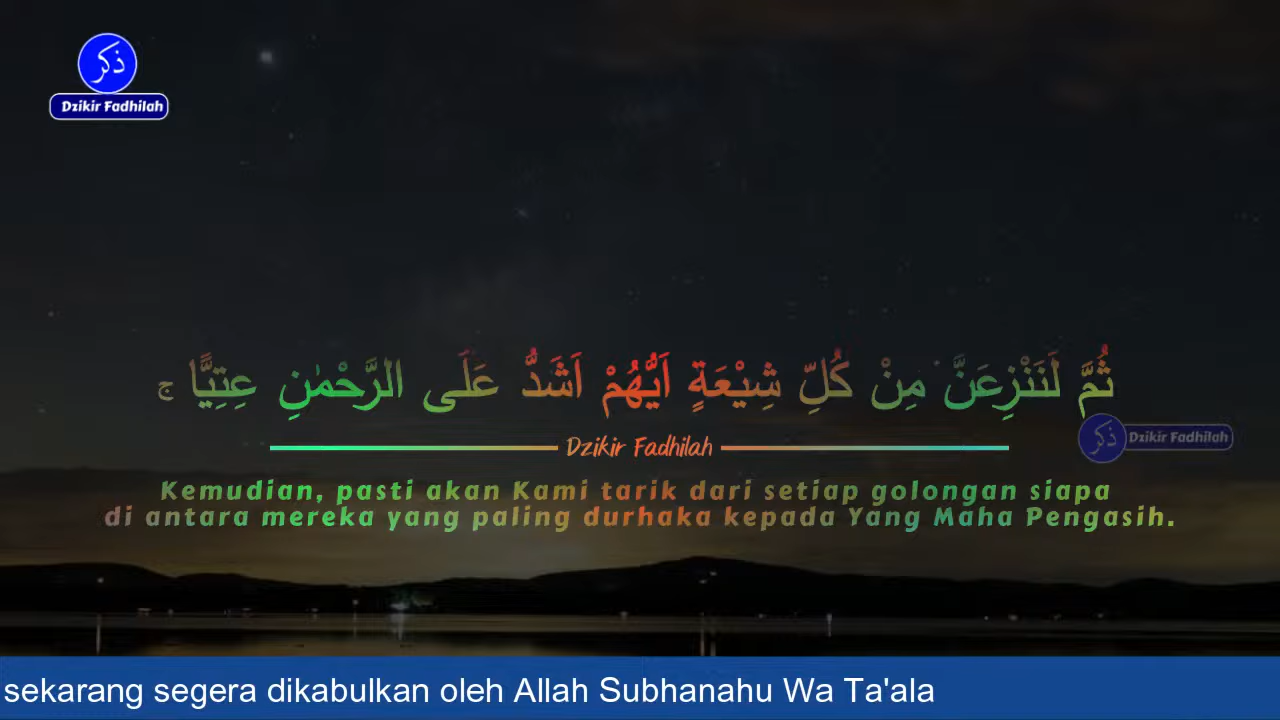 ذكر
Dzikir Fadhilah
ثُمَّ لَنَنْزِعَنَّ مِنْ كُلِّ شِيْعَةٍ اَيُّهُمْ اَشَدُّ عَلَى الرَّحْمٰنِ عِتِيًّا ۚ
Dzikir Fadhilah
ذكر Dzikir Fadhilah
Kemudian, pasti akan Kami tarik dari setiap golongan siapa
di antara mereka yang paling durhaka kepada Yang Maha Pengasih.
sekarang segera dikabulkan oleh Allah Subhanahu Wa Ta'ala